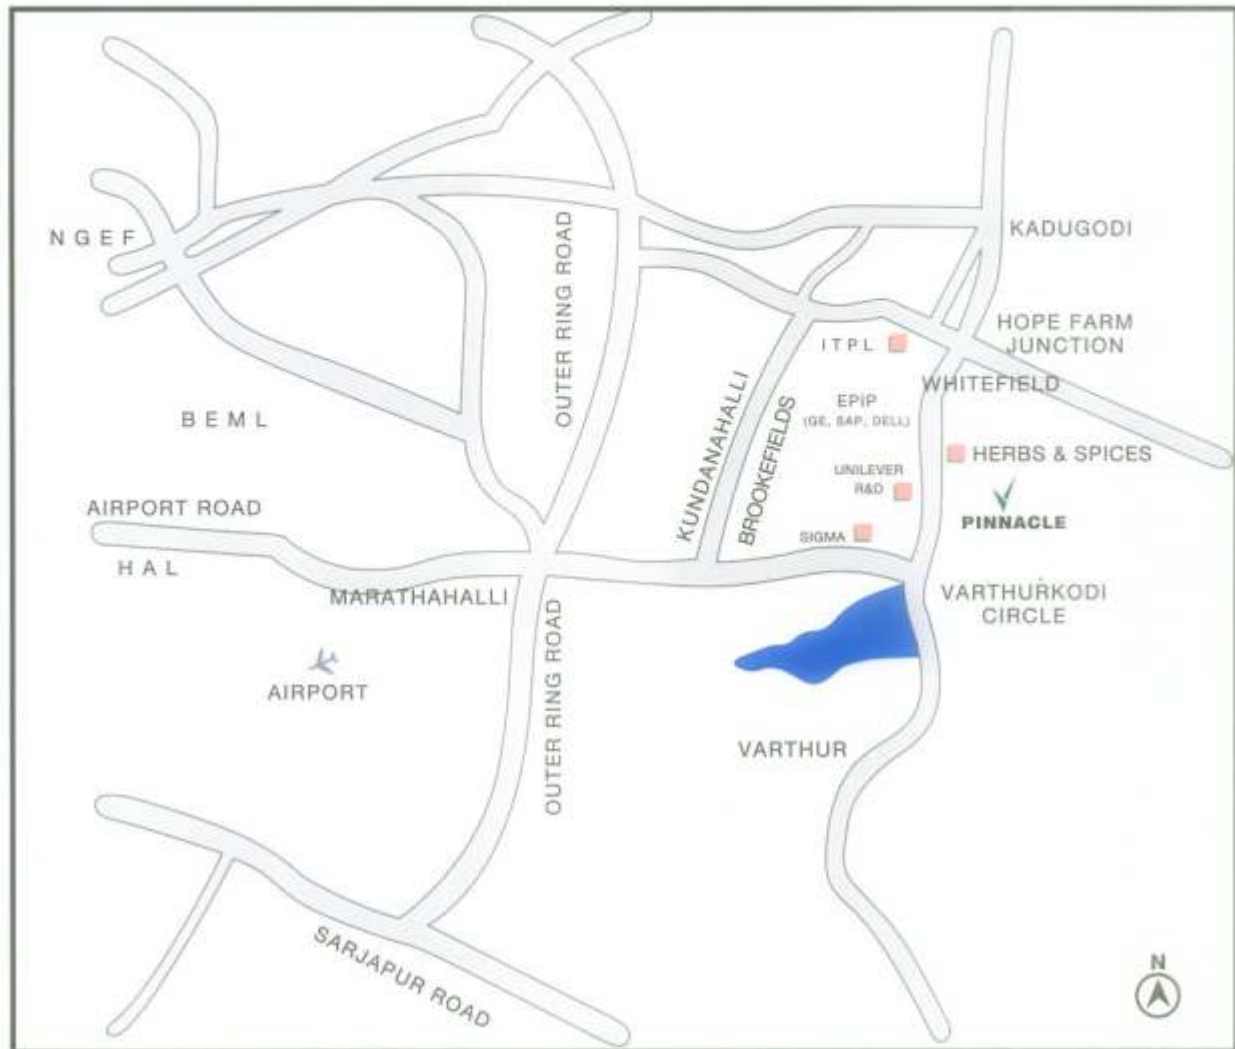 NGEF
OUTER RING ROAD
KADUGODI
HOPE FARM
JUNCTION
ITPL
WHITEFIELD
KUNDANAHALLI
BROOKEFIELDS
EPIP
(GE, SAP, DELL)
BEML
HERBS & SPICES
UNILEVER
R&D
PINNACLE
AIRPORT ROAD
SIGMA
HAL
MARATHAHALLI
VARTHURKODI
CIRCLE
OUTER RING ROAD
AIRPORT
VARTHUR
SARJAPUR ROAD
N